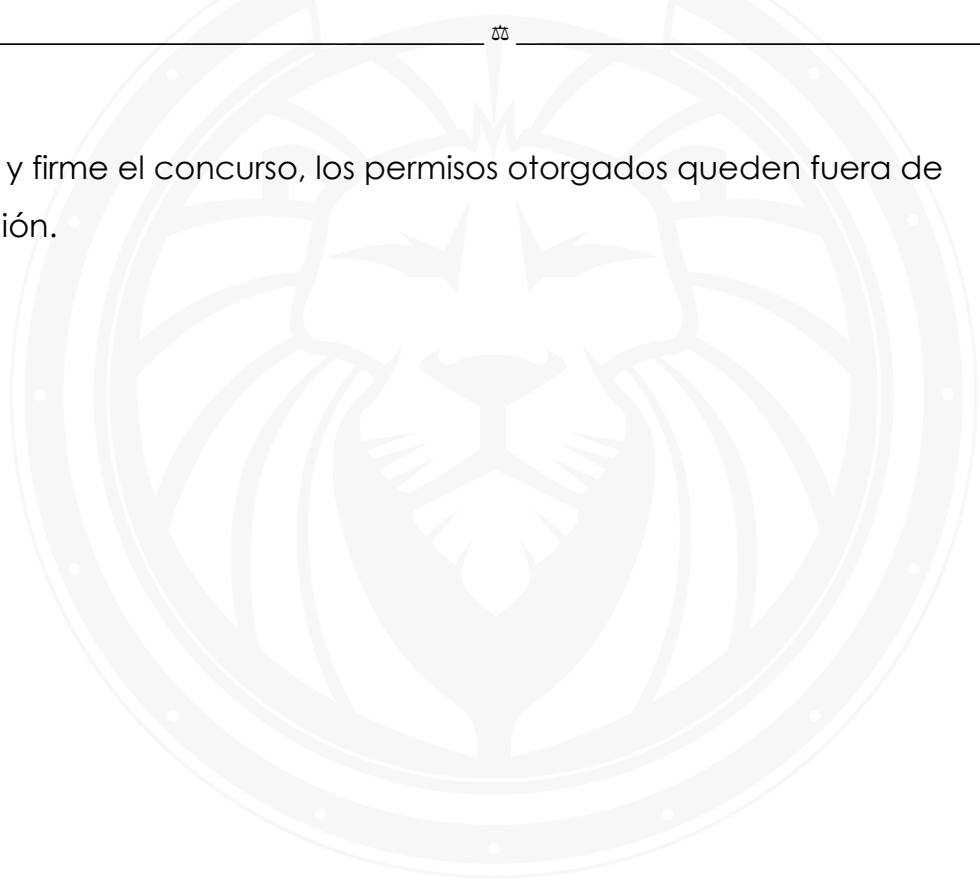 y firme el concurso, los permisos otorgados queden fuera de
ión.